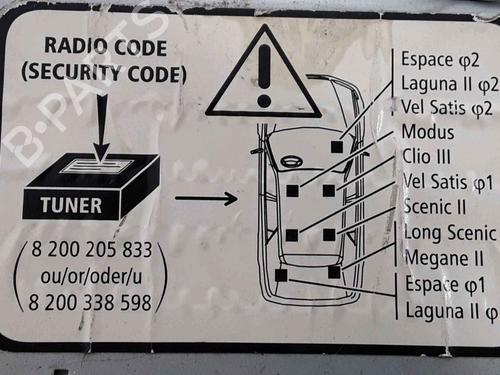 RADIO CODE
(SECURITY CODE)
TUNER
8 200 205 833
ou/or/oder/u
8 200 338 598
Espace φ2
Laguna II φ2
Vel Satis φ2
Modus
Clio III
Vel Satis φ1
Scenic II
Long Scenic
Megane II
Espace φ1
Laguna II φ
B-PARTS